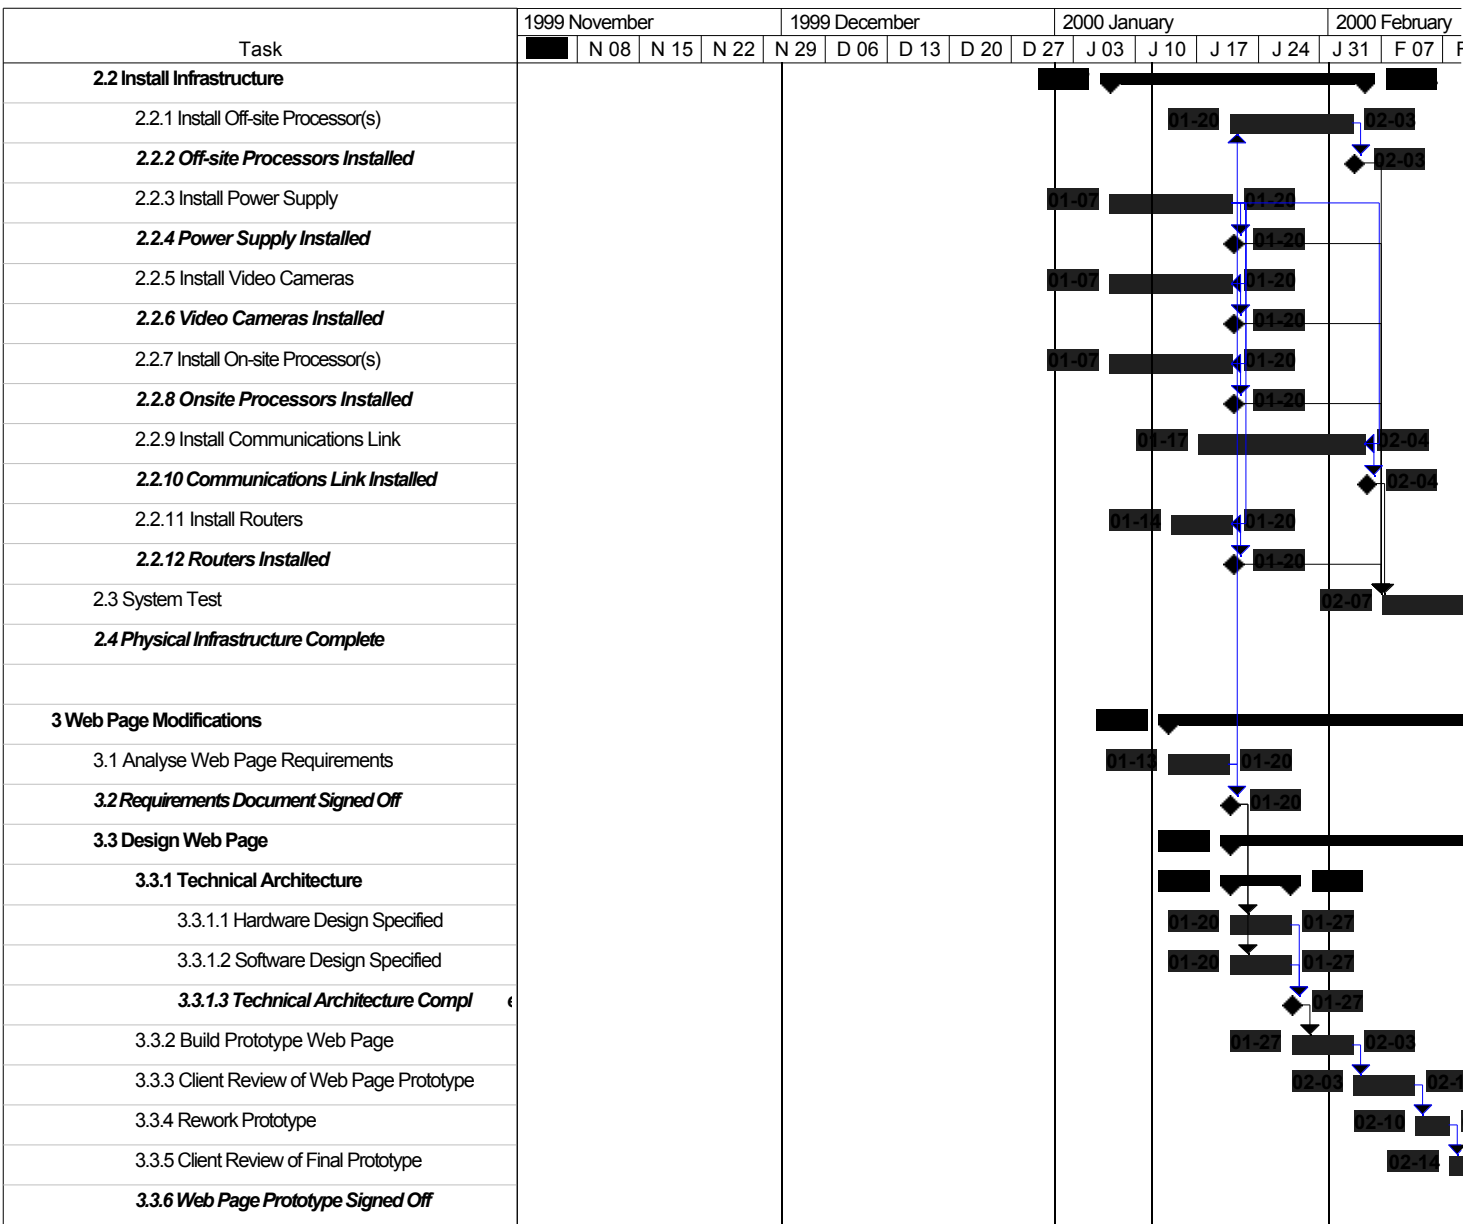 1999 November 1999 December 2000 January 2000 February
Task N 08 N 15 N 22 N 29 D 06 D 13 D 20 D 27 J 03 J 10 J 17 J 24 J 31 F 07
2.2 Install Infrastructure
2.2.1 Install Off-site Processor(s) 01-20 02-03
2.2.2 Off-site Processors Installed 02-03
2.2.3 Install Power Supply 01-07 01-20
2.2.4 Power Supply Installed 01-20
2.2.5 Install Video Cameras 01-07 01-20
2.2.6 Video Cameras Installed 01-20
2.2.7 Install On-site Processor(s) 01-07 01-20
2.2.8 Onsite Processors Installed 01-20
2.2.9 Install Communications Link 01-17 02-04
2.2.10 Communications Link Installed 02-04
2.2.11 Install Routers 01-14 01-20
2.2.12 Routers Installed 01-20
2.3 System Test 02-07
2.4 Physical Infrastructure Complete
3 Web Page Modifications
3.1 Analyse Web Page Requirements 01-13 01-20
3.2 Requirements Document Signed Off 01-20
3.3 Design Web Page
3.3.1 Technical Architecture
3.3.1.1 Hardware Design Specified 01-20 01-27
3.3.1.2 Software Design Specified 01-20 01-27
3.3.1.3 Technical Architecture Compl 01-27
3.3.2 Build Prototype Web Page 01-27 02-03
3.3.3 Client Review of Web Page Prototype 02-03
3.3.4 Rework Prototype 02-10
3.3.5 Client Review of Final Prototype 02-14
3.3.6 Web Page Prototype Signed Off